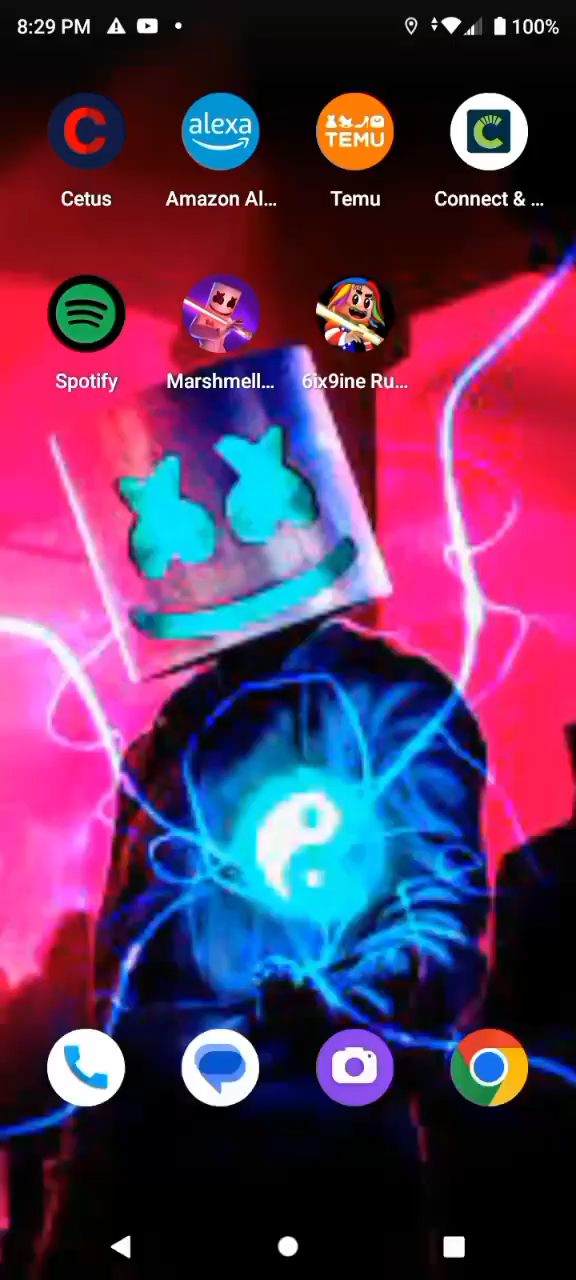 8:29 PM 100%
alexa
TEMU
Cetus Amazon Al... Temu Connect & ...
Spotify Marshmell... 6ix9ine Ru...